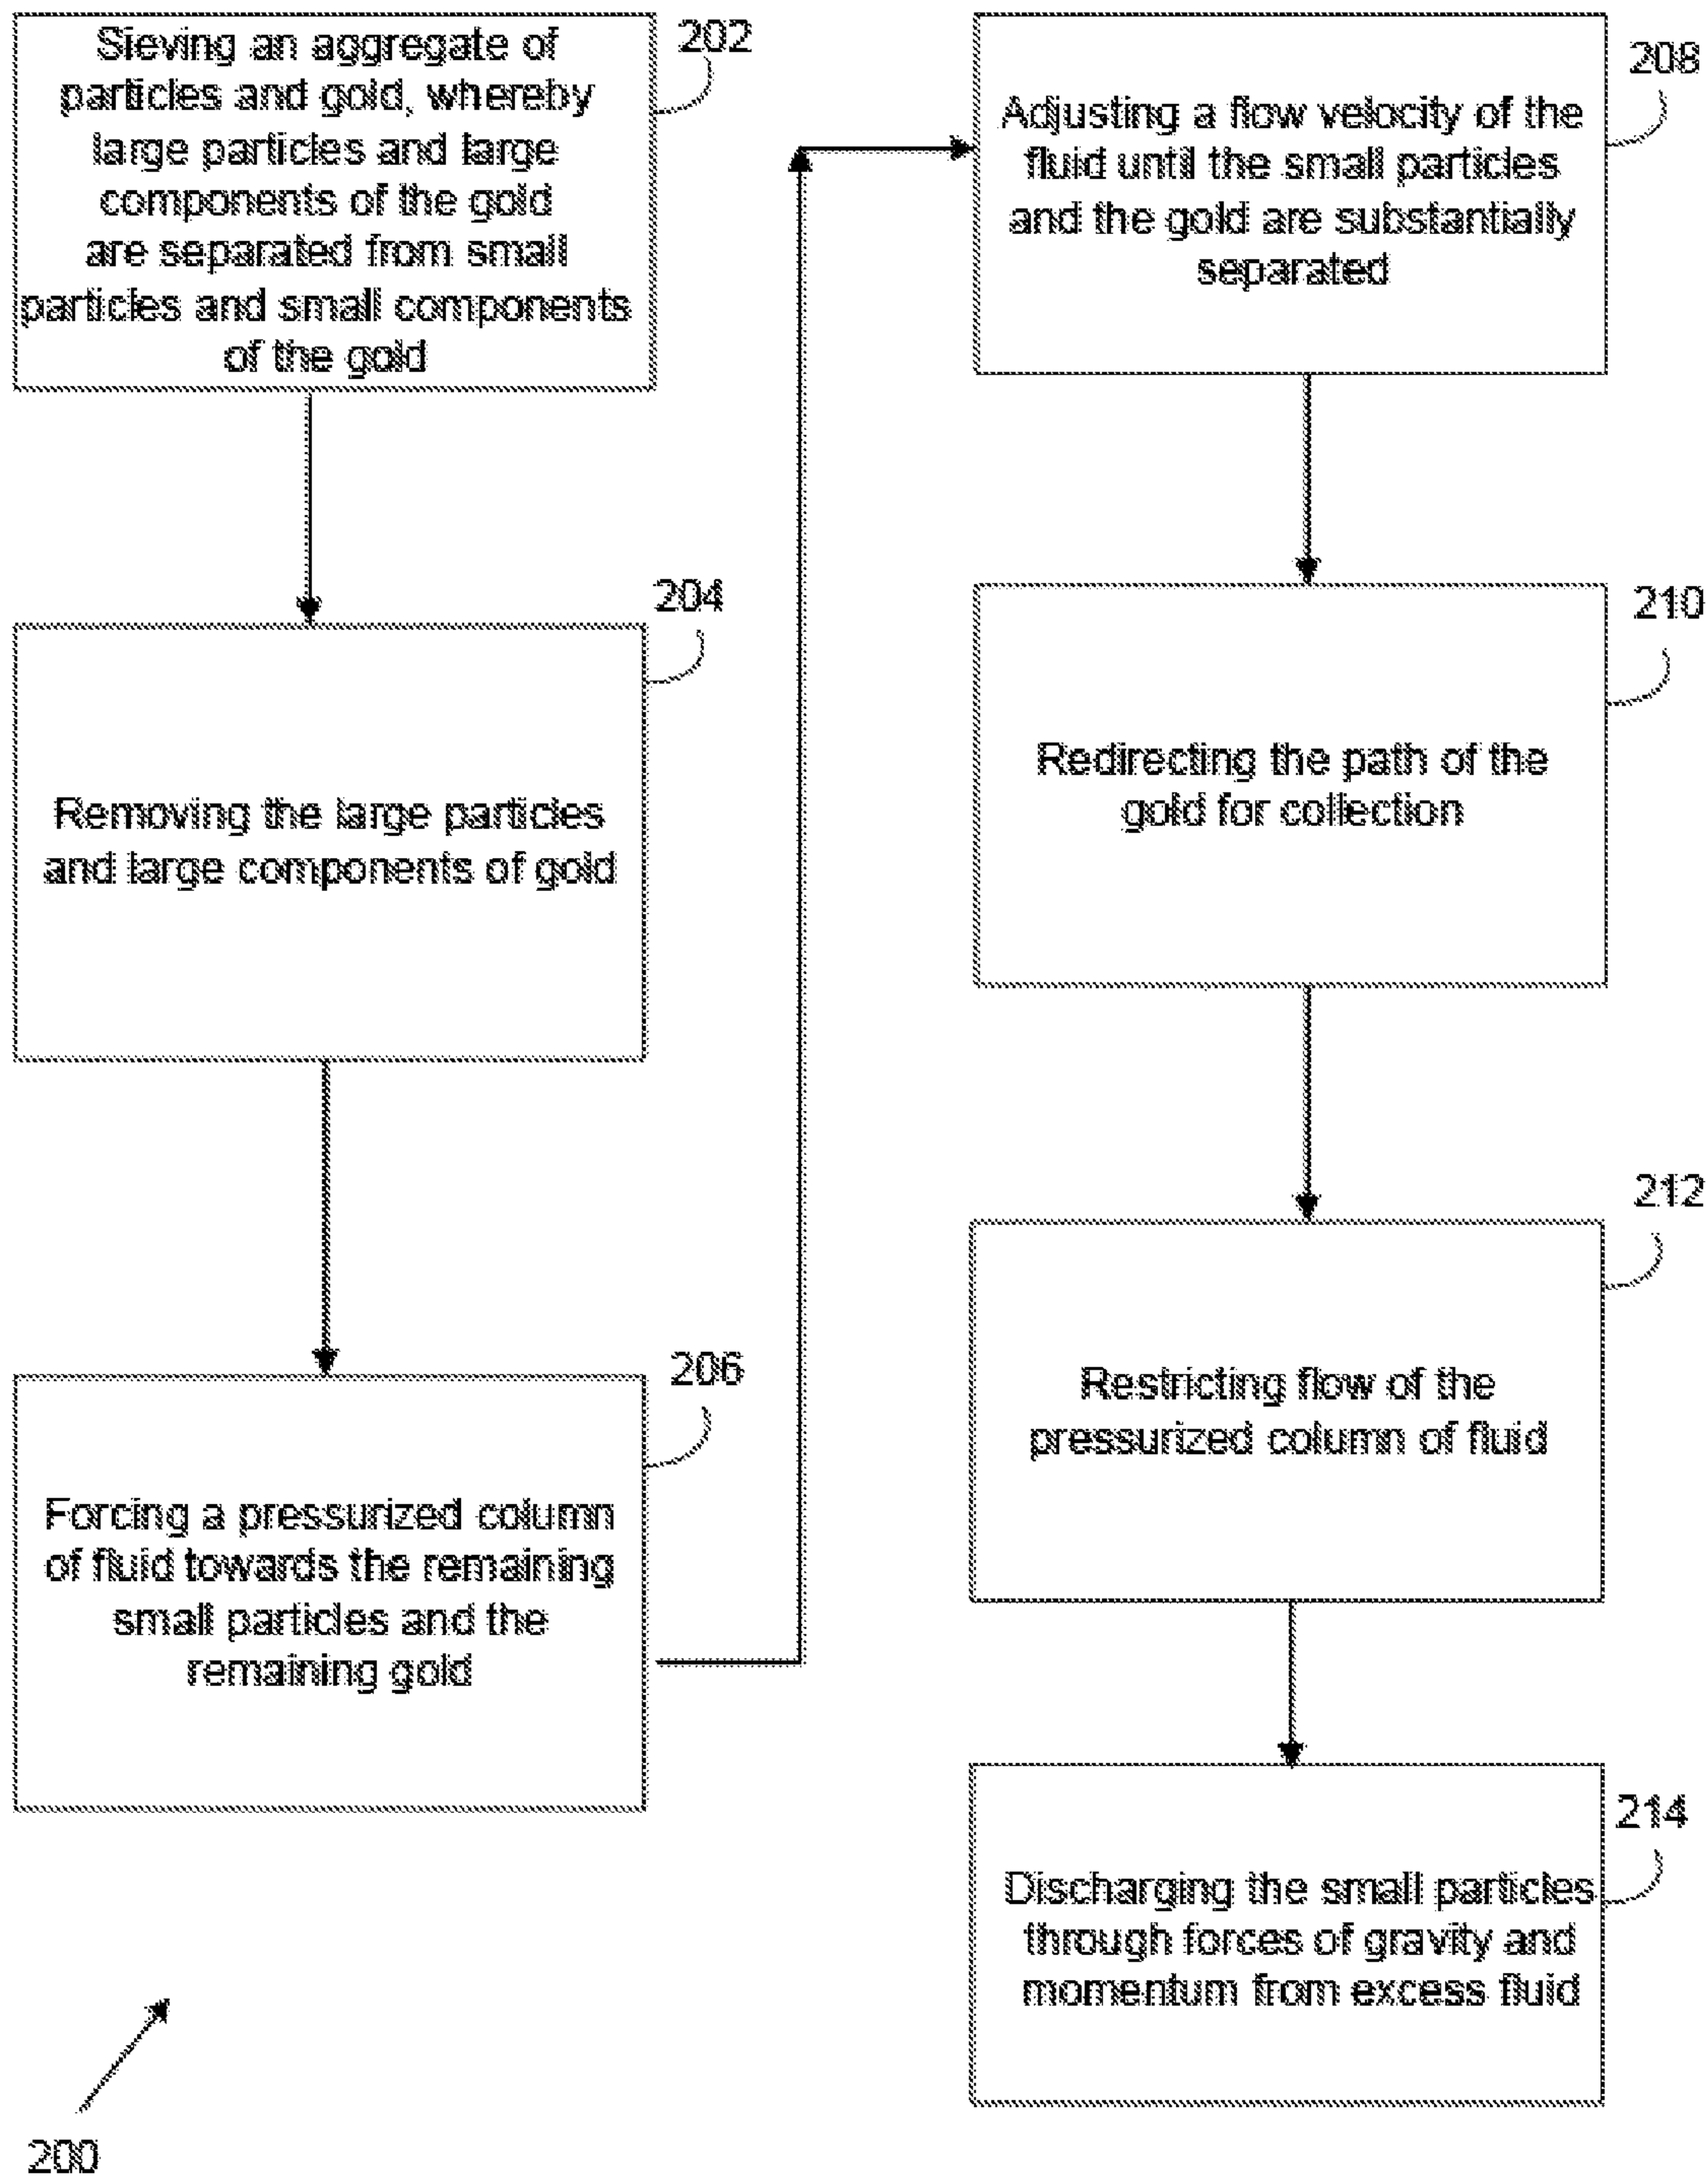 Sieving an aggregate of
particles and gold, whereby
large particles and large
components of the gold
are separated from small
particles and small components
of the gold
202
Removing the large particles
and large components of gold
204
Forcing a pressurized column
of fluid towards the remaining
small particles and the
remaining gold
206
Adjusting a flow velocity of the
fluid until the small particles
and the gold are substantially
separated
208
Redirecting the path of the
gold for collection
210
Restricting flow of the
pressurized column of fluid
212
Discharging the small particles
through forces of gravity and
momentum from excess fluid
214
200